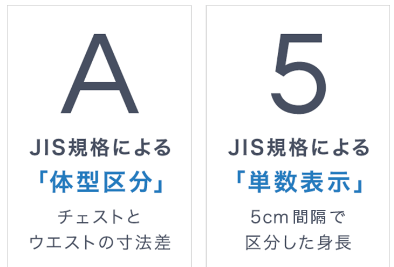 A
JIS規格による
「体型区分」
チェストと
ウエストの寸法差
5
JIS規格による
「単数表示」
5cm間隔で
区分した身長